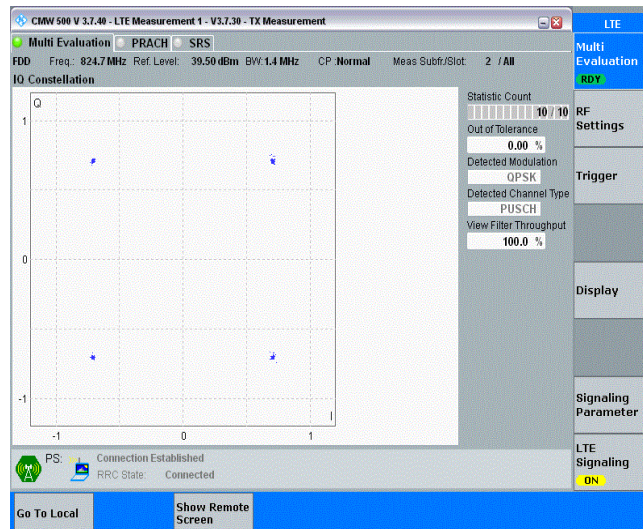 CMW 500 V 3.7.40 - LTE Measurement 1 - V3.7.30 - TX Measurement
LTE
Multi Evaluation PRACH SRS
Multi
Evaluation
RDY
FDD Freq.: 824.7 MHz Ref. Level: 39.50 dBm BW: 1.4 MHz CP :Normal Meas Subfr./Slot: 2 / All
IQ Constellation
Q
1
0
-1
I
-1 0 1
Statistic Count
10 / 10
Out of Tolerance
0.00 %
Detected Modulation
QPSK
Detected Channel Type
PUSCH
View Filter Throughput
100.0 %
RF
Settings
Trigger
Display
Signaling
Parameter
LTE
Signaling
ON
PS: Connection Established
RRC State: Connected
Go To Local
Show Remote
Screen